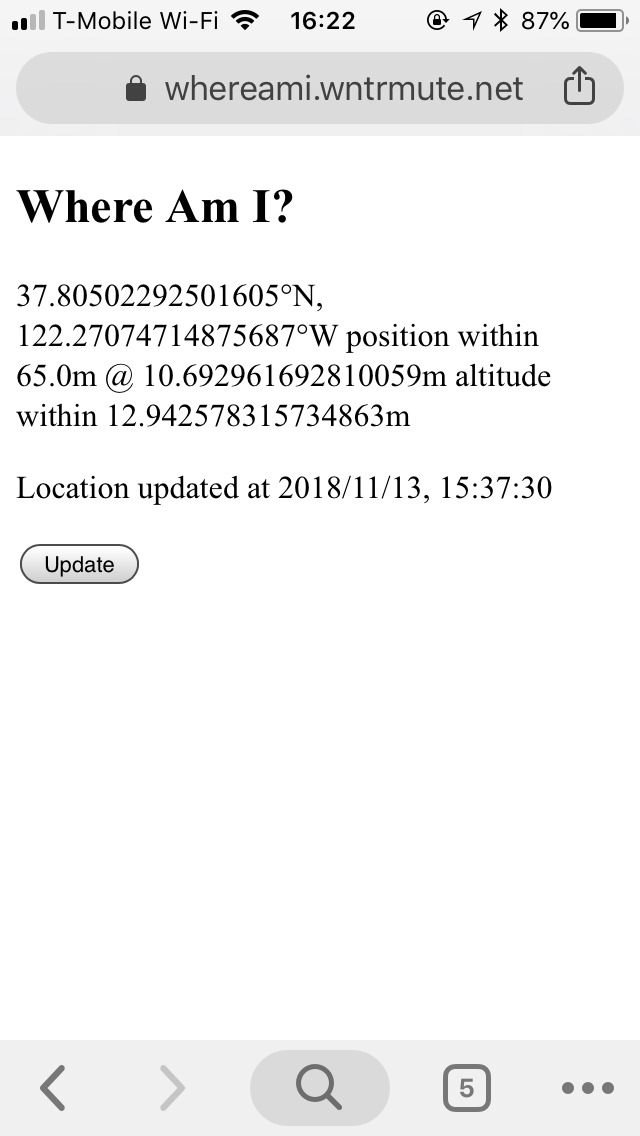 T-Mobile Wi-Fi 16:22 87%
whereami.wntrmute.net
Where Am I?
37.80502292501605°N,
122.27074714875687°W position within
65.0m @ 10.692961692810059m altitude
within 12.942578315734863m
Location updated at 2018/11/13, 15:37:30
Update
5